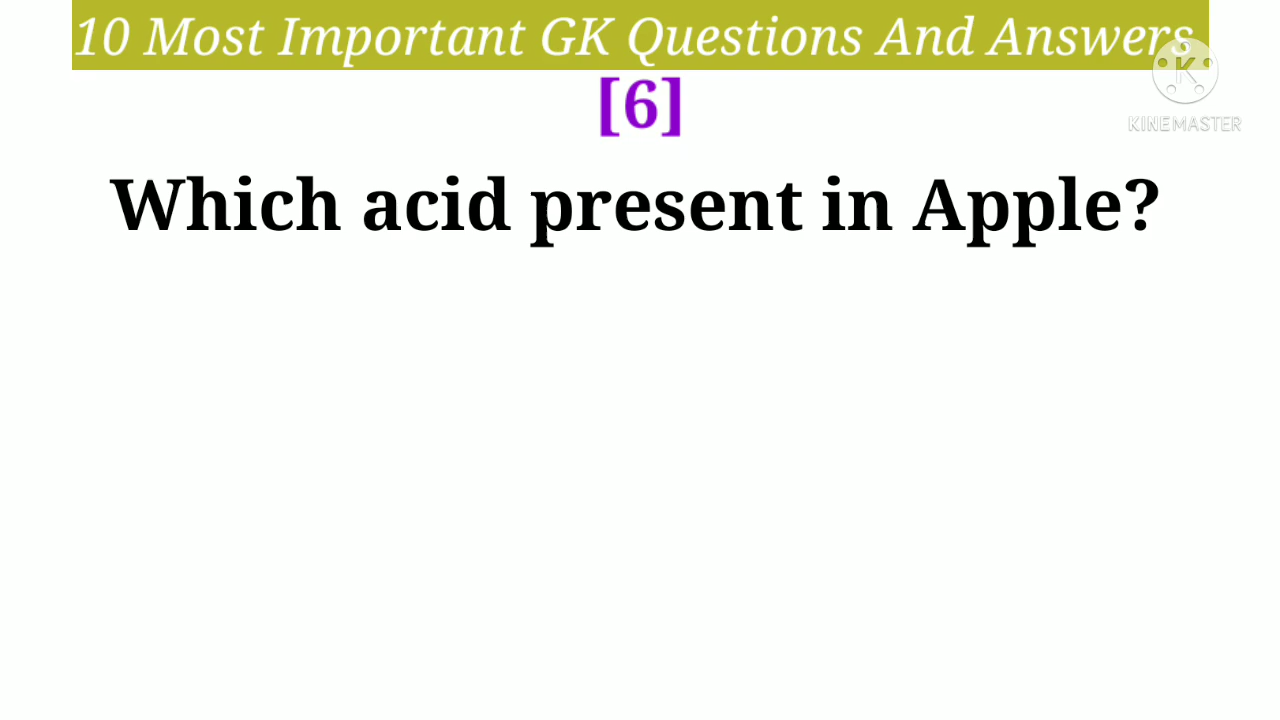 10 Most Important GK Questions And Answers
[6]
K
KINEMASTER
Which acid present in Apple?